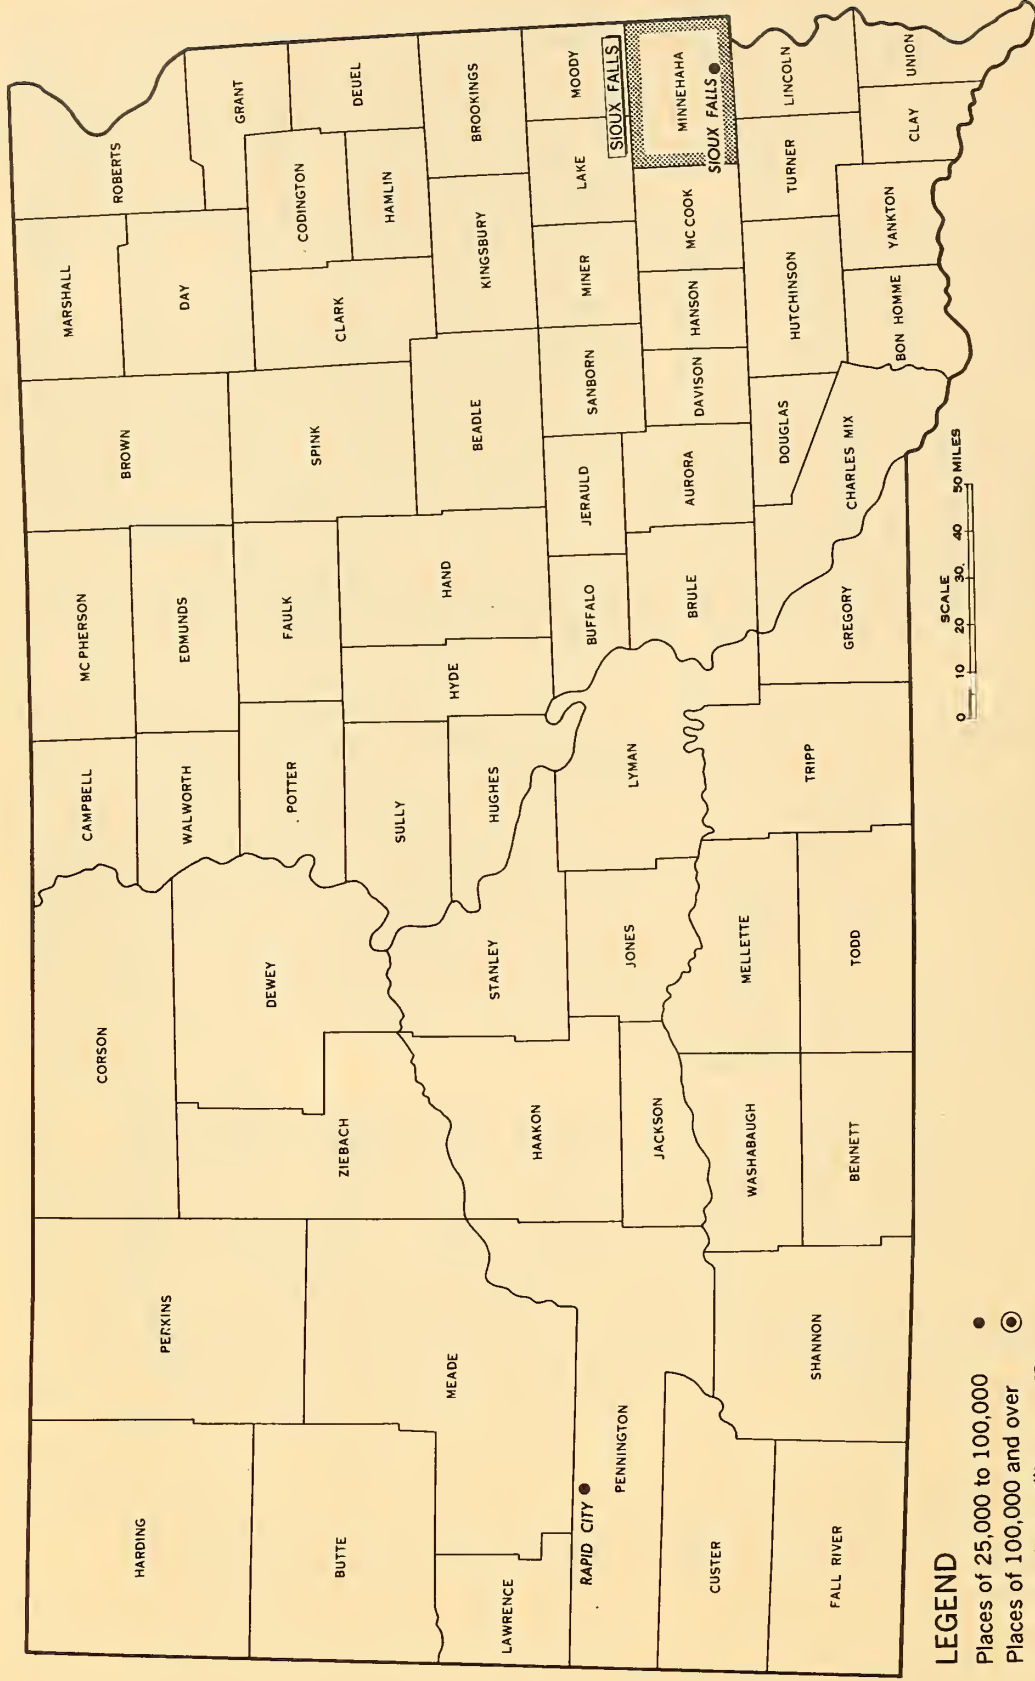 HARDING
PERKINS
CORSON
CAMPBELL
MC PHERSON
BROWN
MARSHALL
ROBERTS
BUTTE
MEADE
ZIEBACH
DEWEY
WALWORTH
EDMUNDS
DAY
GRANT
POTTER
FAULK
SPINK
CLARK
CODINGTON
DEUEL
HAMLIN
LAWRENCE
HAAKON
STANLEY
SULLY
HUGHES
HYDE
HAND
BEADLE
KINGSBURY
BROOKINGS
RAPID CITY
PENNINGTON
JACKSON
JONES
LYMAN
BUFFALO
JERAULD
SANBORN
MINER
LAKE
MOODY
SIOUX FALLS
BRULE
AURORA
DAVISON
HANSON
MC COOK
MINNEHAHA
SIOUX FALLS
CUSTER
SHANNON
WASHABAUGH
MELLETTE
TRIPP
GREGORY
CHARLES MIX
DOUGLAS
HUTCHINSON
TURNER
LINCOLN
FALL RIVER
BENNETT
TODD
BON HOMME
YANKTON
CLAY
UNION
SCALE
0 10 20 30 40 50 MILES
LEGEND
Places of 25,000 to 100,000
Places of 100,000 and over